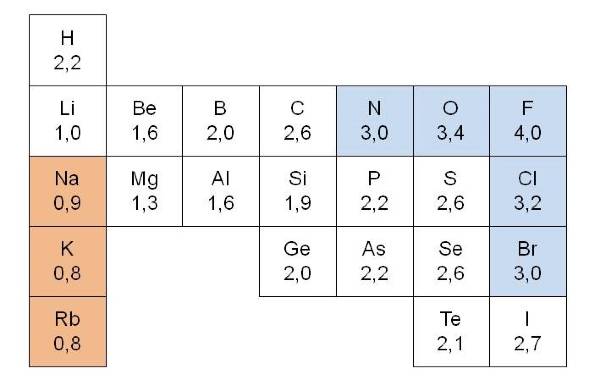 H
2,2
Li Be B C N O F
1,0 1,6 2,0 2,6 3,0 3,4 4,0
Na Mg Al Si P S Cl
0,9 1,3 1,6 1,9 2,2 2,6 3,2
K Ge As Se Br
0,8 2,0 2,2 2,6 3,0
Rb Te I
0,8 2,1 2,7